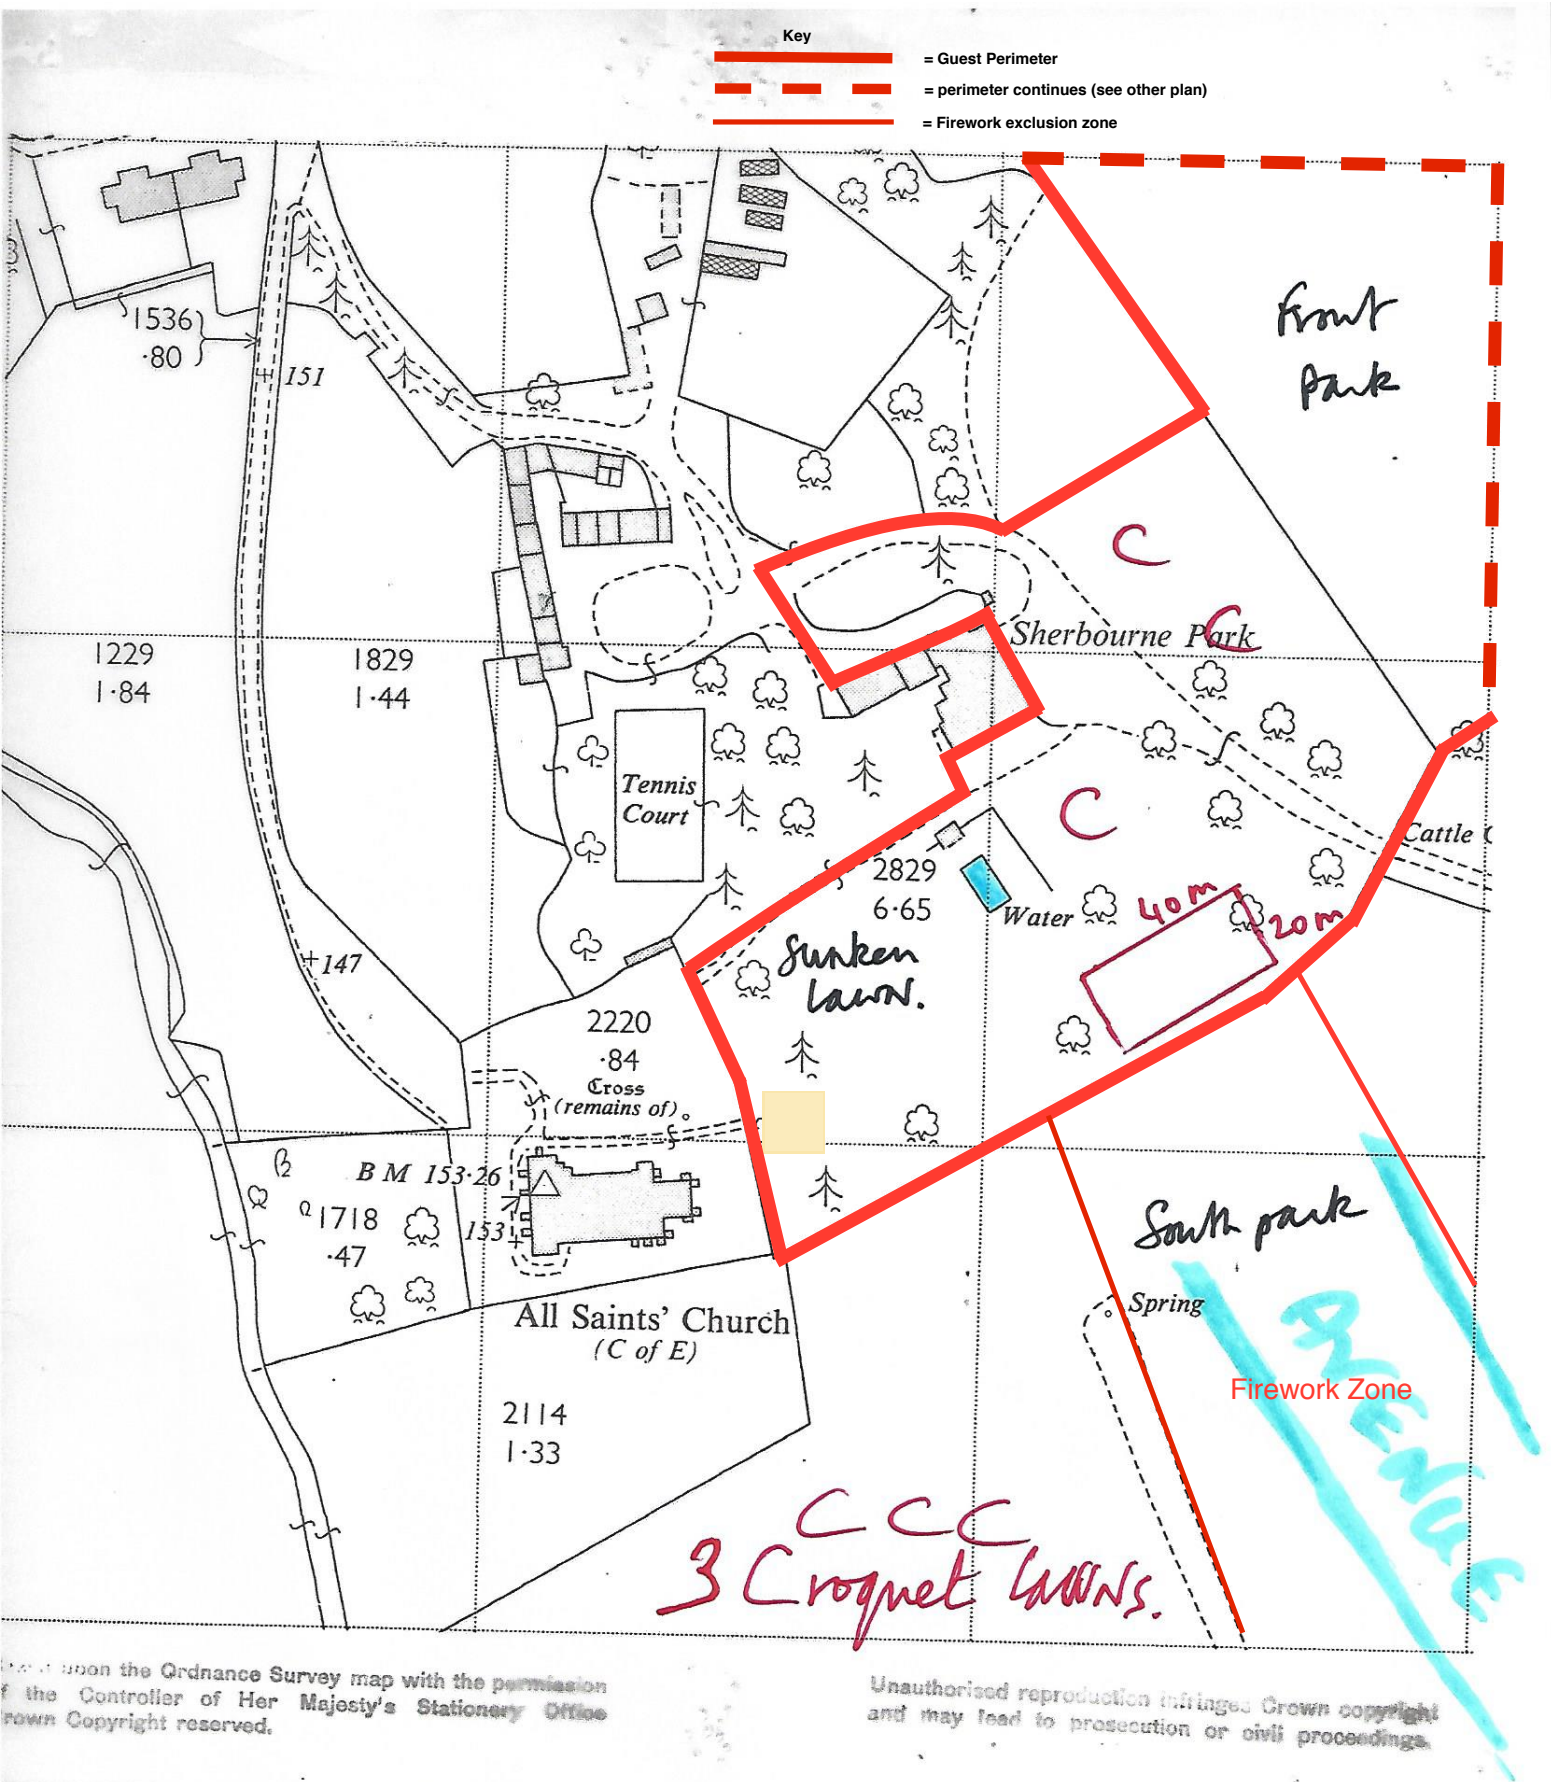 Key
= Guest Perimeter
= perimeter continues (see other plan)
= Firework exclusion zone
Front
Park
1536
·80
151
C
C
Sherbourne Park
1229
1·84
1829
1·44
Tennis
Court
C
Cattle
2829
6·65
Water
40m
20m
Sunken
Lawn.
147
2220
·84
Cross
(remains of)
B M 153·26
1718
·47
153
South park
Spring
All Saints' Church
(C of E)
AVENUE
Firework Zone
2114
1·33
C C C
3 Croquet Lawns.
upon the Ordnance Survey map with the permission
the Controller of Her Majesty's Stationery Office
rown Copyright reserved.
Unauthorised reproduction infringes Crown copyright
and may lead to prosecution or civil proceedings.